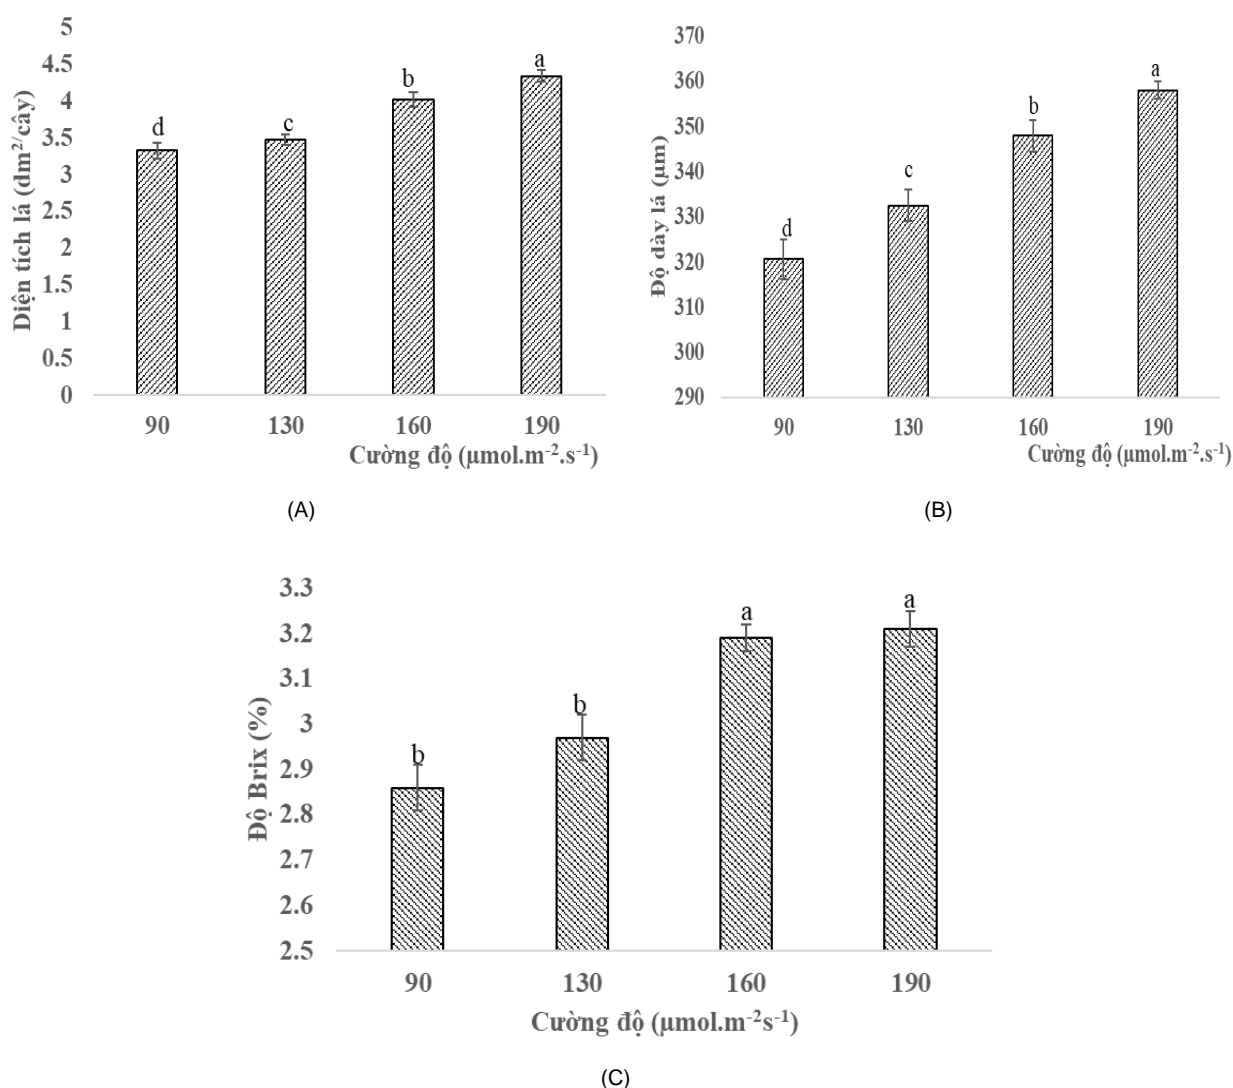 Diện tích lá (dm²/cây)
5
4.5
4
3.5
3
2.5
2
1.5
1
0.5
0
d
c
b
a
90 130 160 190
Cường độ (µmol.m⁻².s⁻¹)
(A)
Độ dày lá (µm)
370
360
350
340
330
320
310
300
290
d
c
b
a
90 130 160 190
Cường độ (µmol.m⁻².s⁻¹)
(B)
Độ Brix (%)
3.3
3.2
3.1
3
2.9
2.8
2.7
2.6
2.5
b
b
a
a
90 130 160 190
Cường độ (µmol.m⁻²s⁻¹)
(C)